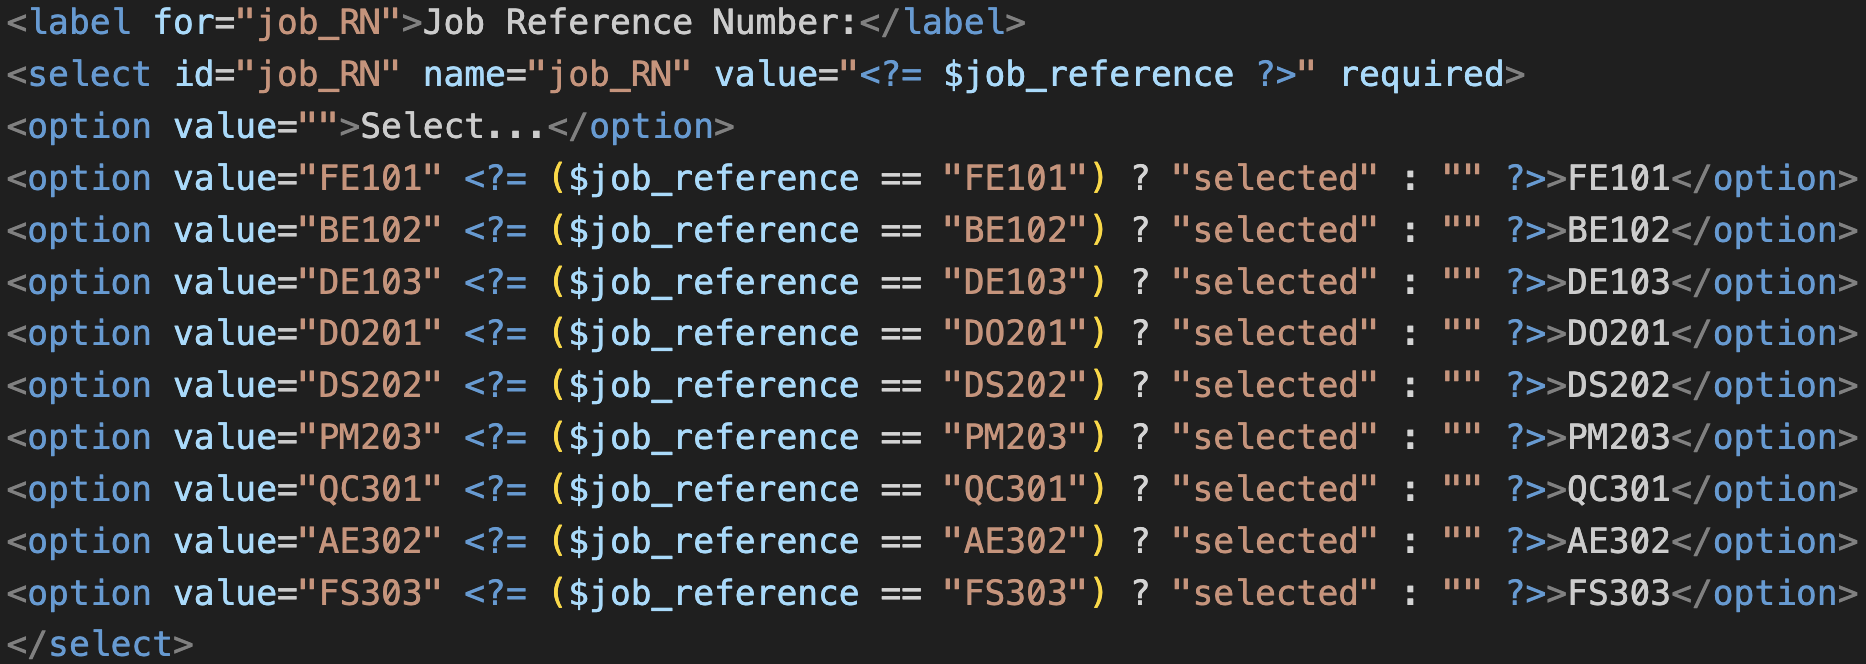 <label for="job_RN">Job Reference Number:</label>
<select id="job_RN" name="job_RN" value="<?= $job_reference ?>" required>
<option value="">Select...</option>
<option value="FE101" <?= ($job_reference == "FE101") ? "selected" : "" ?>>FE101</option>
<option value="BE102" <?= ($job_reference == "BE102") ? "selected" : "" ?>>BE102</option>
<option value="DE103" <?= ($job_reference == "DE103") ? "selected" : "" ?>>DE103</option>
<option value="DO201" <?= ($job_reference == "DO201") ? "selected" : "" ?>>DO201</option>
<option value="DS202" <?= ($job_reference == "DS202") ? "selected" : "" ?>>DS202</option>
<option value="PM203" <?= ($job_reference == "PM203") ? "selected" : "" ?>>PM203</option>
<option value="QC301" <?= ($job_reference == "QC301") ? "selected" : "" ?>>QC301</option>
<option value="AE302" <?= ($job_reference == "AE302") ? "selected" : "" ?>>AE302</option>
<option value="FS303" <?= ($job_reference == "FS303") ? "selected" : "" ?>>FS303</option>
</select>